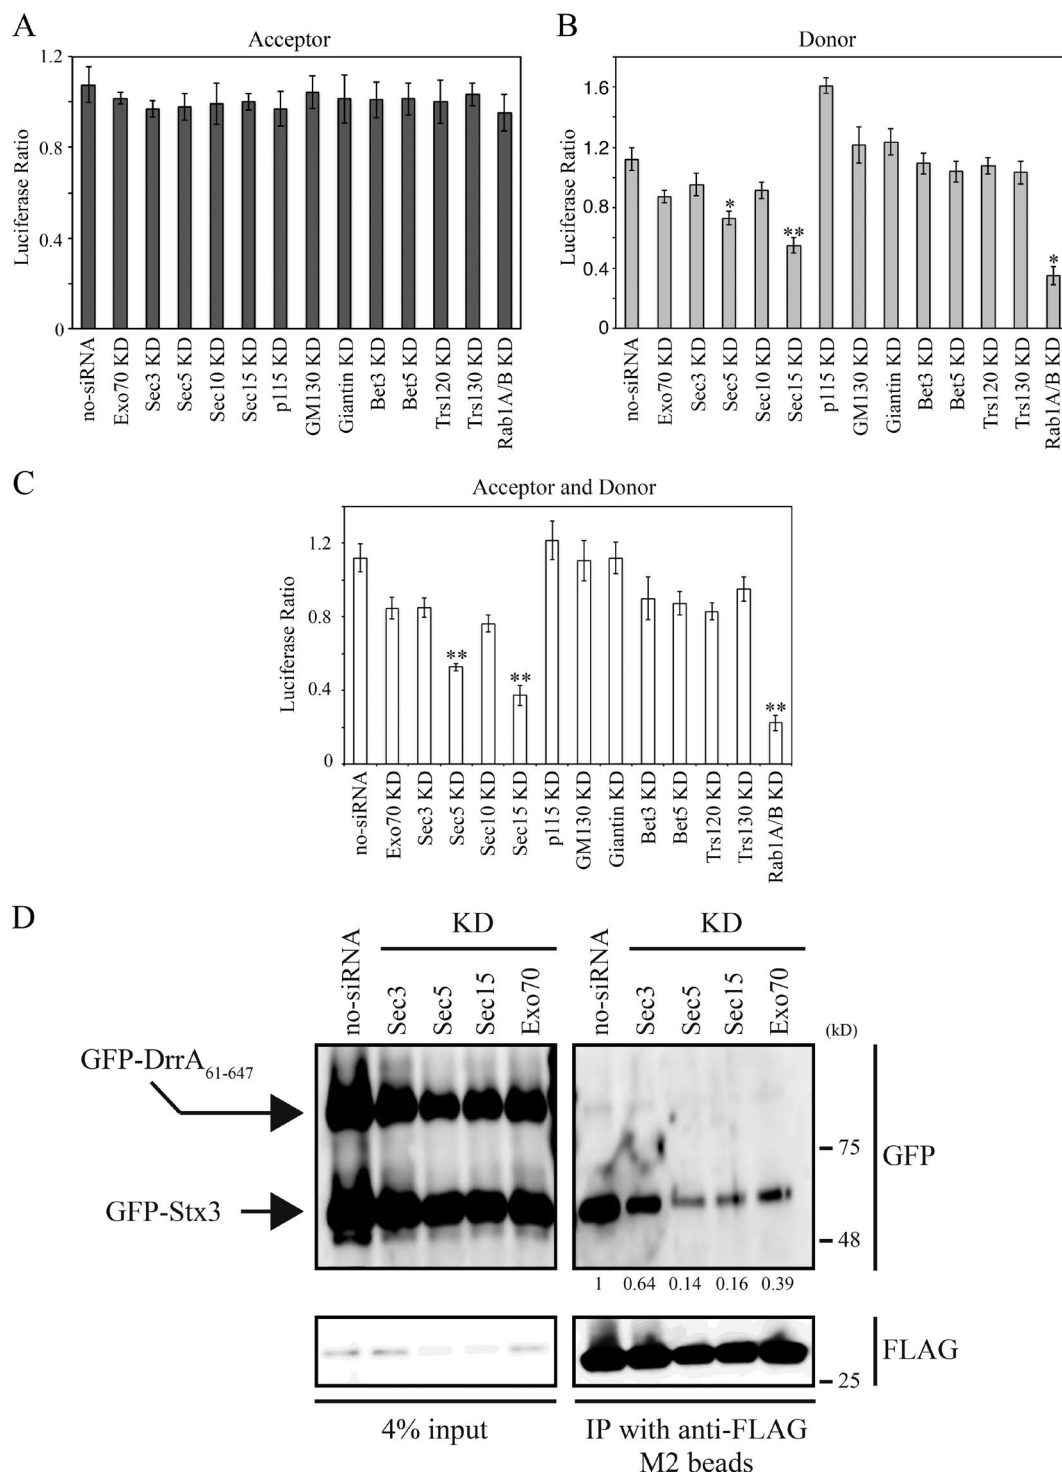 A
Acceptor
Luciferase Ratio
1.2
0.8
0.4
0
no-siRNA
Exo70 KD
Sec3 KD
Sec5 KD
Sec10 KD
Sec15 KD
p115 KD
GM130 KD
Giantin KD
Bet3 KD
Bet5 KD
Trs120 KD
Trs130 KD
Rab1A/B KD
B
Donor
Luciferase Ratio
1.6
1.2
0.8
0.4
0
*
**
*
no-siRNA
Exo70 KD
Sec3 KD
Sec5 KD
Sec10 KD
Sec15 KD
p115 KD
GM130 KD
Giantin KD
Bet3 KD
Bet5 KD
Trs120 KD
Trs130 KD
Rab1A/B KD
C
Acceptor and Donor
Luciferase Ratio
1.2
0.8
0.4
0
**
**
**
no-siRNA
Exo70 KD
Sec3 KD
Sec5 KD
Sec10 KD
Sec15 KD
p115 KD
GM130 KD
Giantin KD
Bet3 KD
Bet5 KD
Trs120 KD
Trs130 KD
Rab1A/B KD
D
KD
no-siRNA
Sec3
Sec5
Sec15
Exo70
KD
no-siRNA
Sec3
Sec5
Sec15
Exo70
(kD)
GFP-DrrA61-647
GFP-Stx3
75
48
GFP
1 0.64 0.14 0.16 0.39
FLAG
25
4% input
IP with anti-FLAG
M2 beads